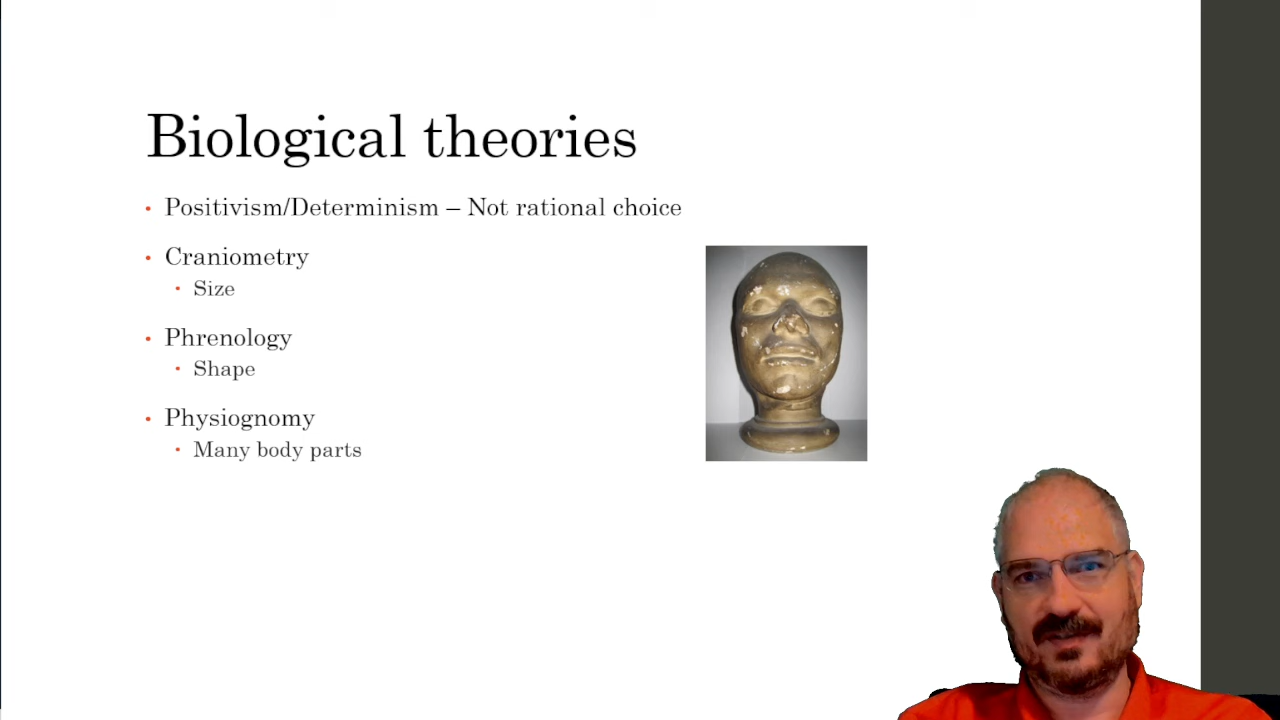 Biological theories
• Positivism/Determinism – Not rational choice
• Craniometry
• Size
• Phrenology
• Shape
• Physiognomy
• Many body parts